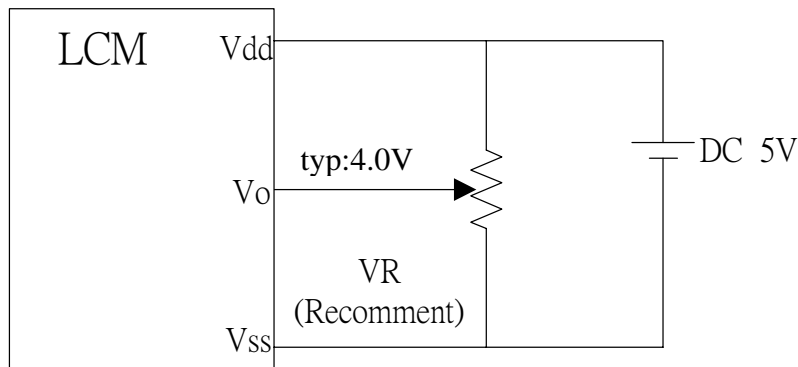 LCM
Vdd
typ:4.0V
DC 5V
Vo
VR
(Recomment)
Vss